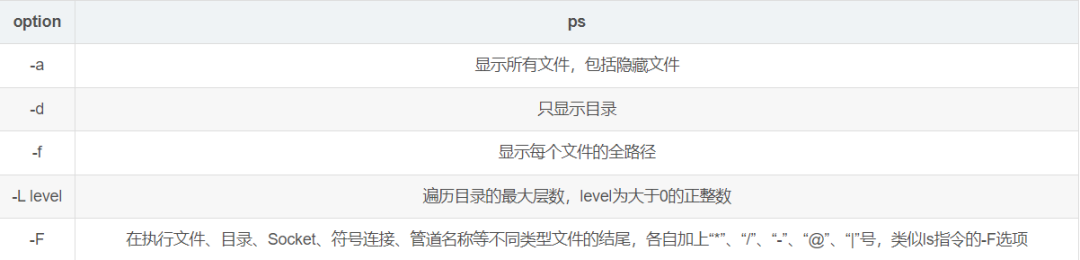 option ps
-a 显示所有文件，包括隐藏文件
-d 只显示目录
-f 显示每个文件的全路径
-L level 遍历目录的最大层数，level为大于0的正整数
-F 在执行文件、目录、Socket、符号连接、管道名称等不同类型文件的结尾，各自加上“*”、“/”、“-”、“@”、“|”号，类似ls指令的-F选项